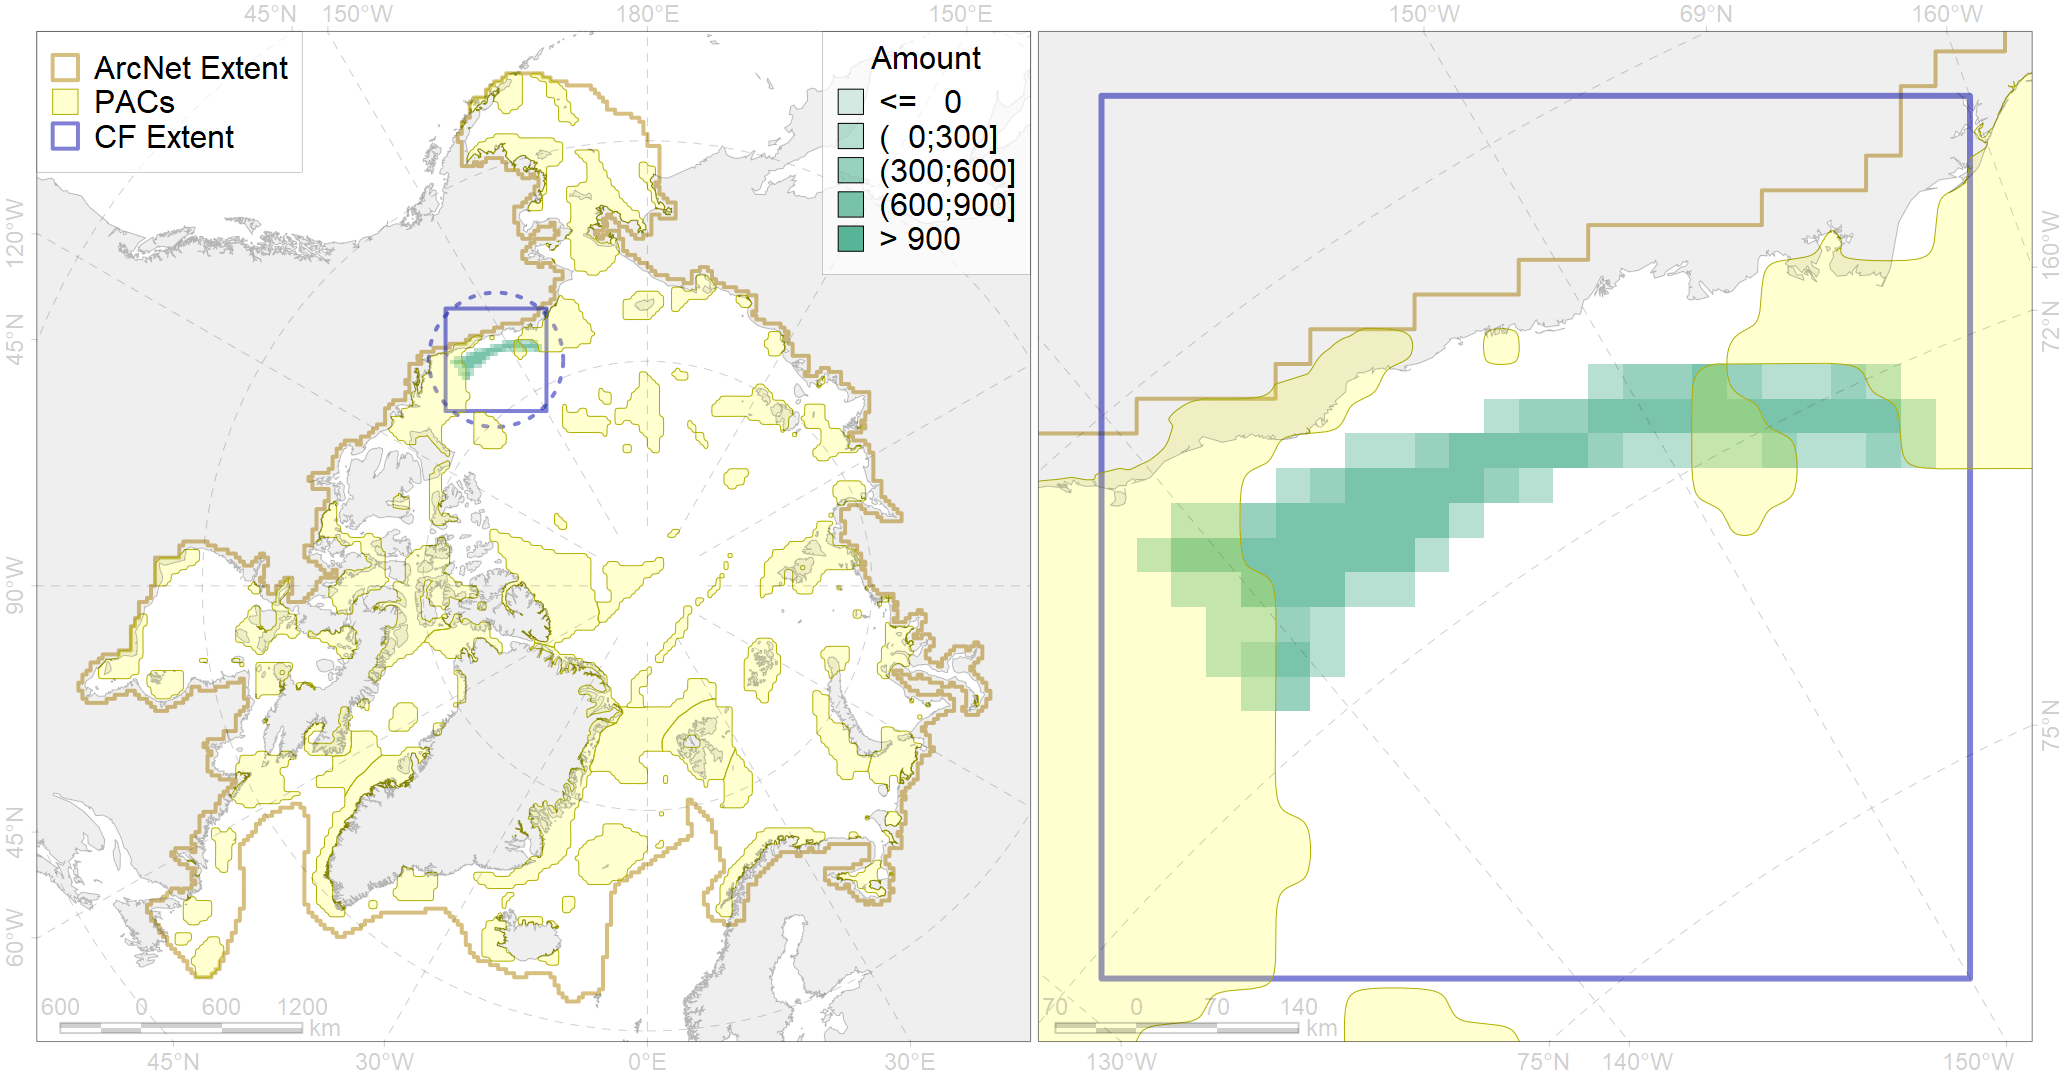 45°N 150°W 180°E 150°E 150°W 69°N 160°W
ArcNet Extent
PACs
CF Extent
Amount
<= 0
( 0;300]
(300;600]
(600;900]
> 900
120°W
45°N
90°W
45°N
60°W
160°W
72°N
75°N
600 0 600 1200
km
70 0 70 140
km
45°N 30°W 0°E 30°E 130°W 75°N 140°W 150°W